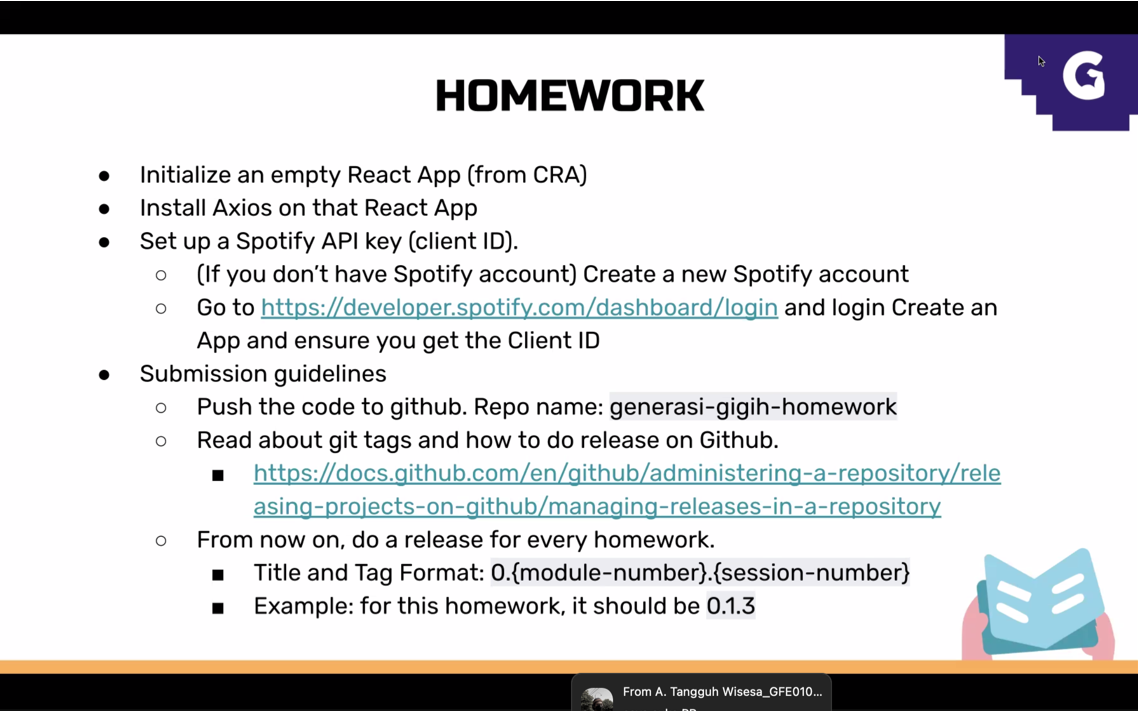 G
HOMEWORK
● Initialize an empty React App (from CRA)
● Install Axios on that React App
● Set up a Spotify API key (client ID).
○ (If you don’t have Spotify account) Create a new Spotify account
○ Go to https://developer.spotify.com/dashboard/login and login Create an
App and ensure you get the Client ID
● Submission guidelines
○ Push the code to github. Repo name: generasi-gigih-homework
○ Read about git tags and how to do release on Github.
■ https://docs.github.com/en/github/administering-a-repository/rele
asing-projects-on-github/managing-releases-in-a-repository
○ From now on, do a release for every homework.
■ Title and Tag Format: 0.{module-number}.{session-number}
■ Example: for this homework, it should be 0.1.3
From A. Tangguh Wisesa_GFE010...